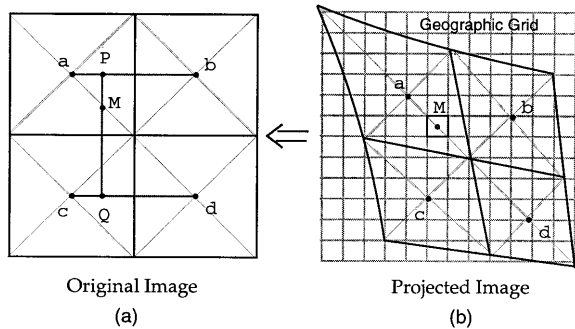 Geographic Grid
a
P
b
M
c
Q
d
a
M
b
c
d
Original Image
Projected Image
(a)
(b)